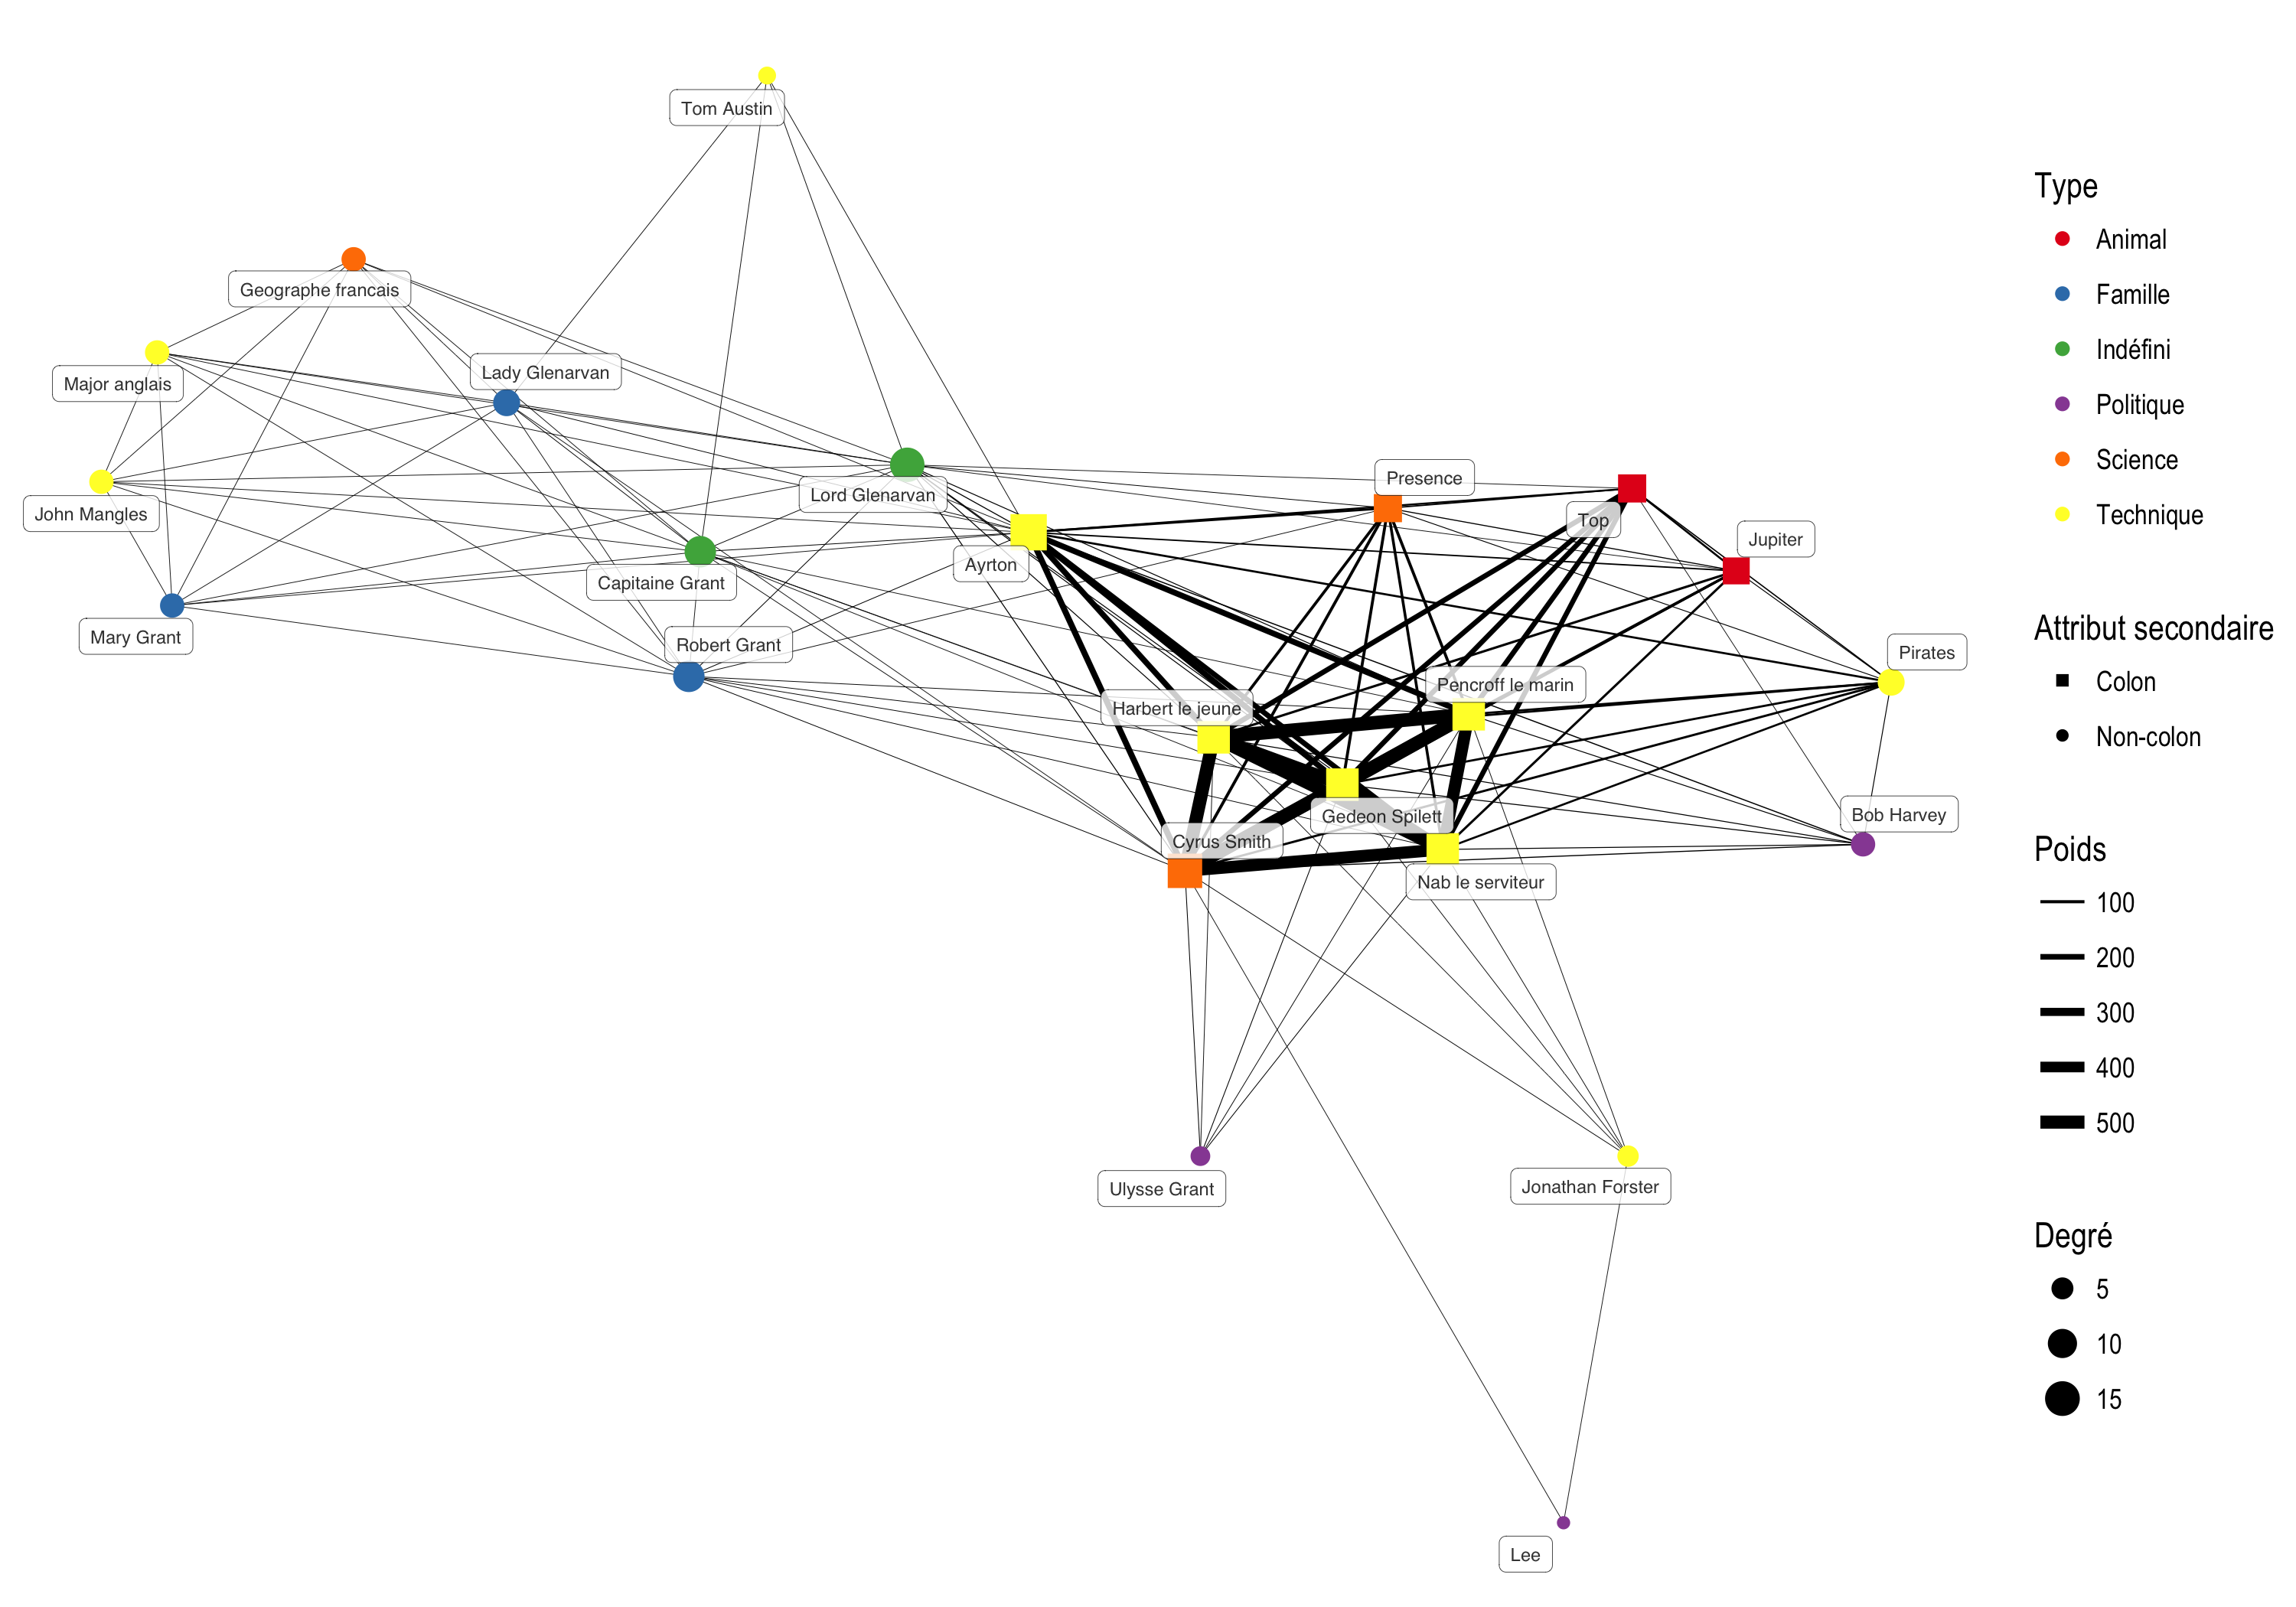 Tom Austin
Geographe francais
Major anglais
Lady Glenarvan
John Mangles
Lord Glenarvan
Capitaine Grant
Mary Grant
Robert Grant
Ayrton
Presence
Top
Jupiter
Pirates
Pencroff le marin
Harbert le jeune
Bob Harvey
Gedeon Spilett
Cyrus Smith
Nab le serviteur
Ulysse Grant
Jonathan Forster
Lee
Type
Animal
Famille
Indéfini
Politique
Science
Technique
Attribut secondaire
Colon
Non-colon
Poids
100
200
300
400
500
Degré
5
10
15